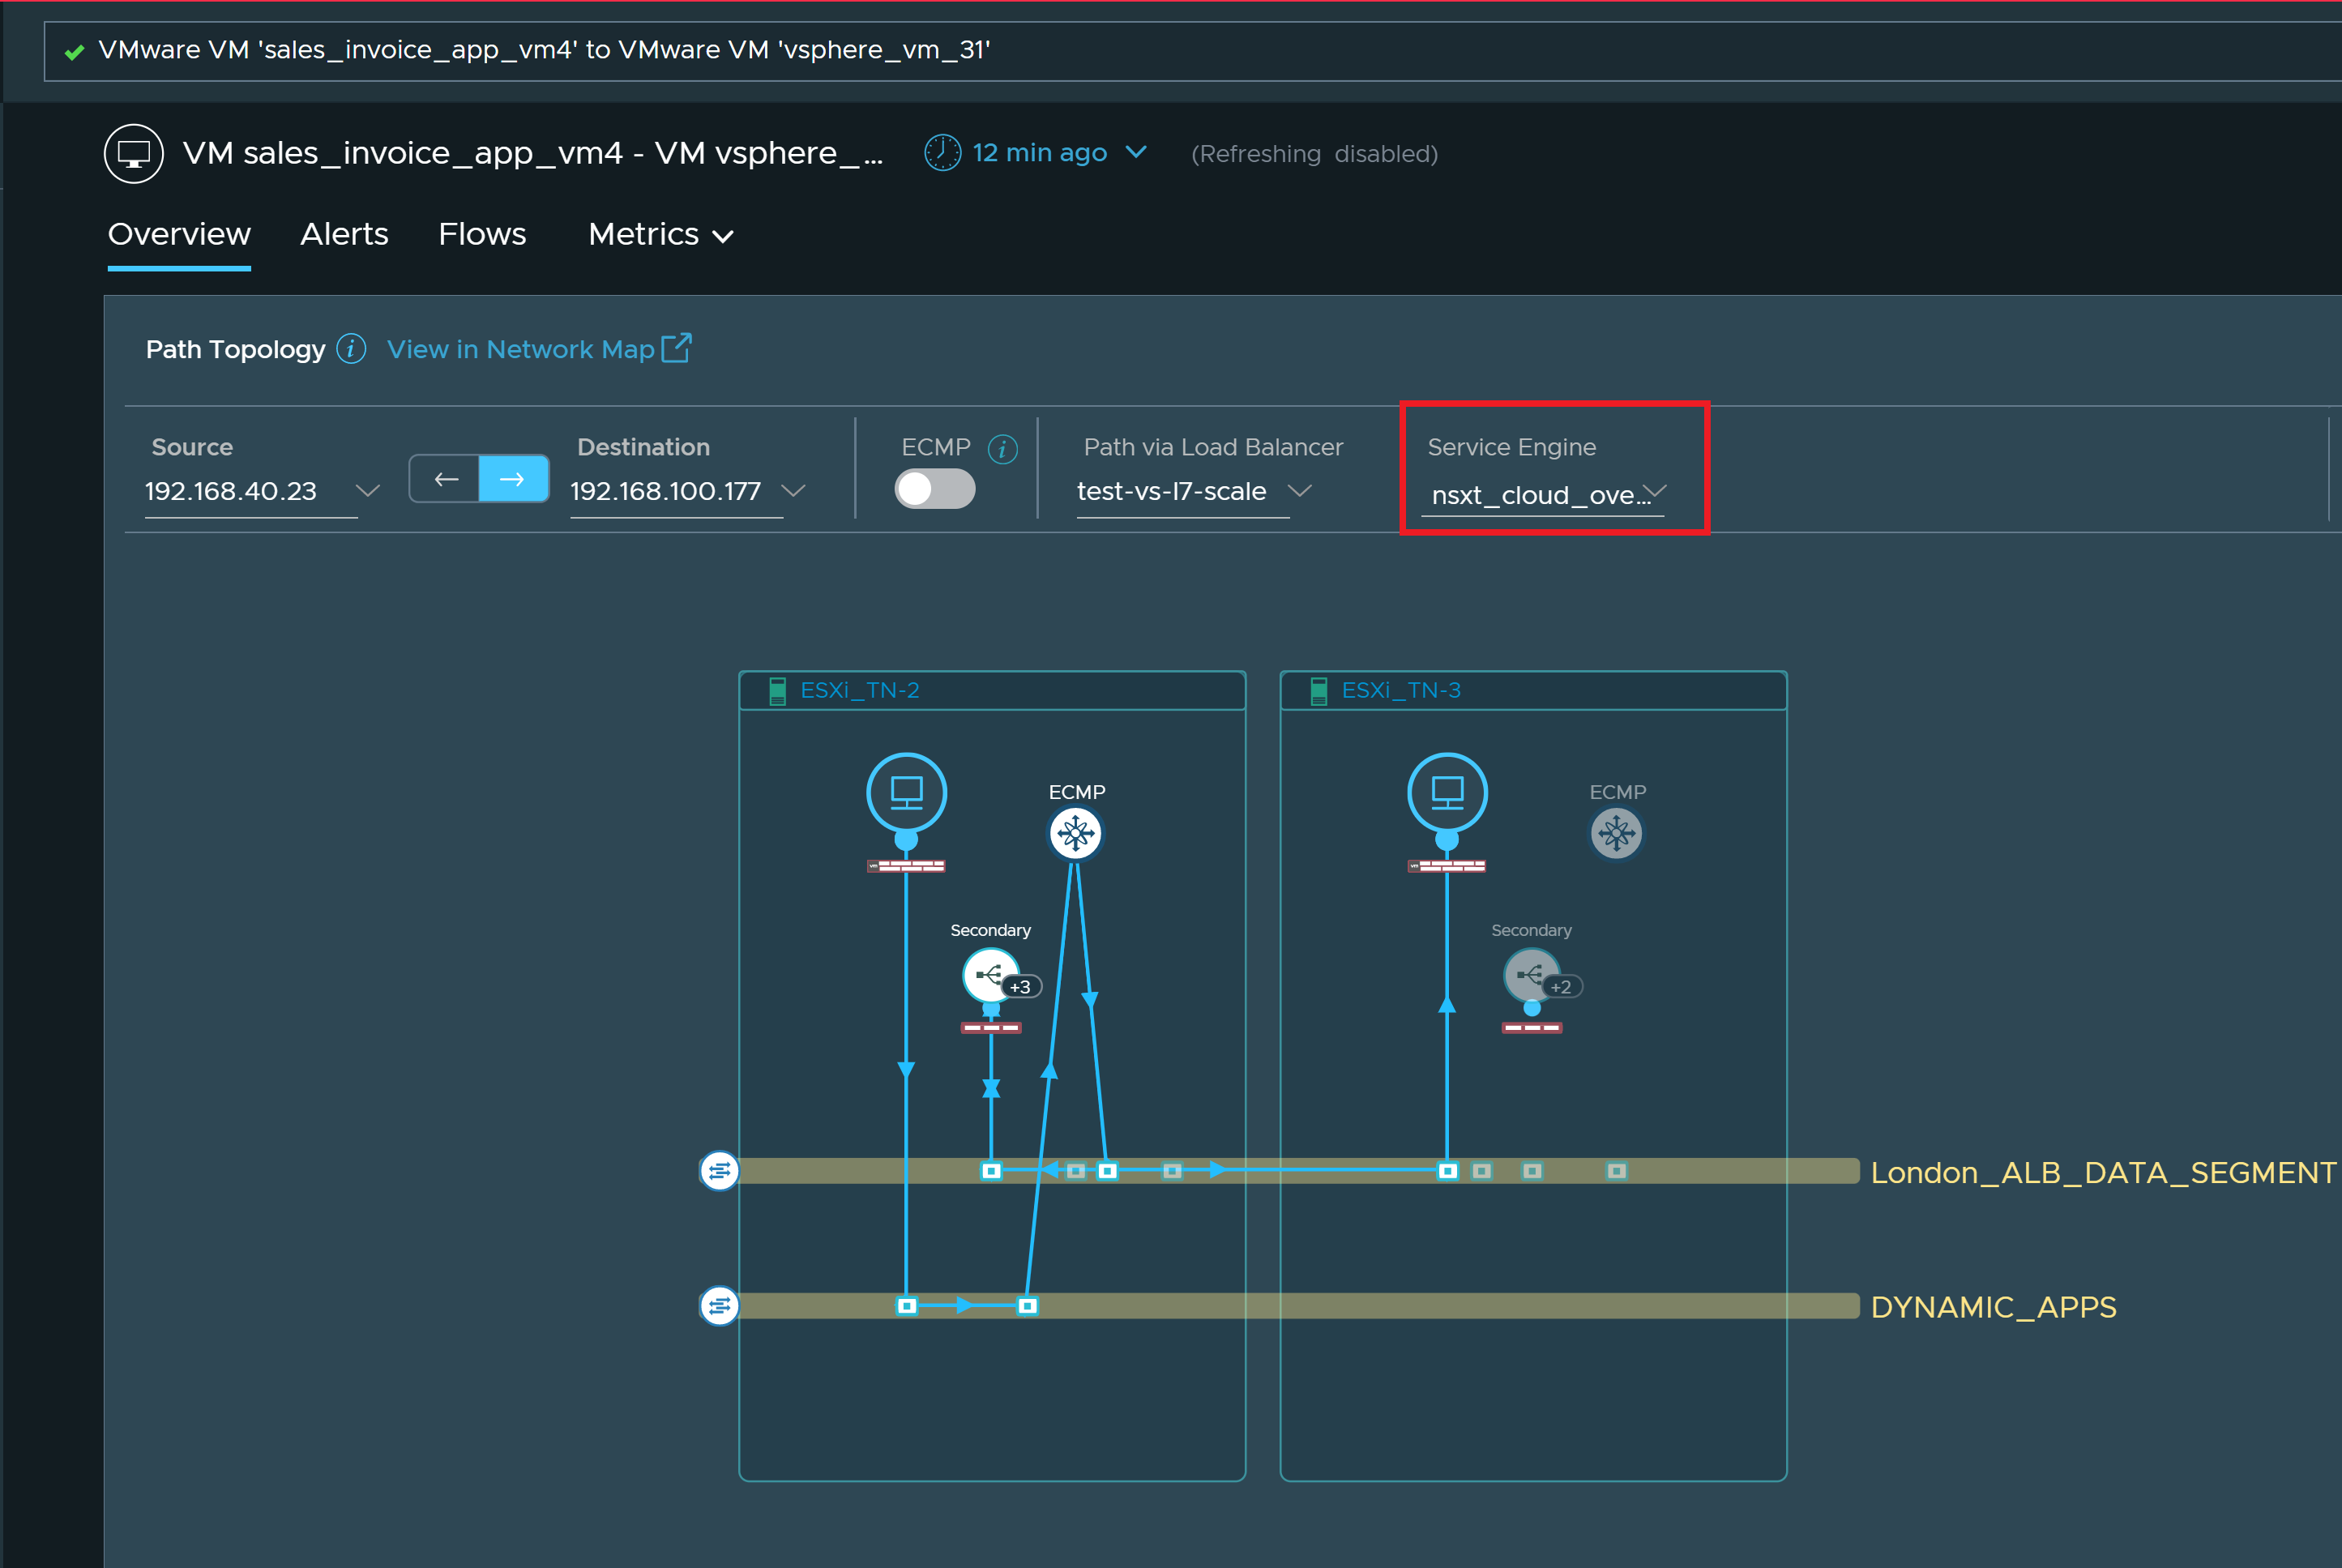 VMware VM 'sales_invoice_app_vm4' to VMware VM 'vsphere_vm_31'
VM sales_invoice_app_vm4 - VM vsphere_...
12 min ago
(Refreshing disabled)
Overview
Alerts
Flows
Metrics
Path Topology
View in Network Map
Source
192.168.40.23
Destination
192.168.100.177
ECMP
Path via Load Balancer
test-vs-l7-scale
Service Engine
nsxt_cloud_ove...
ESXi_TN-2
ESXi_TN-3
ECMP
ECMP
vm
vm
Secondary
+3
Secondary
+2
London_ALB_DATA_SEGMENT
DYNAMIC_APPS